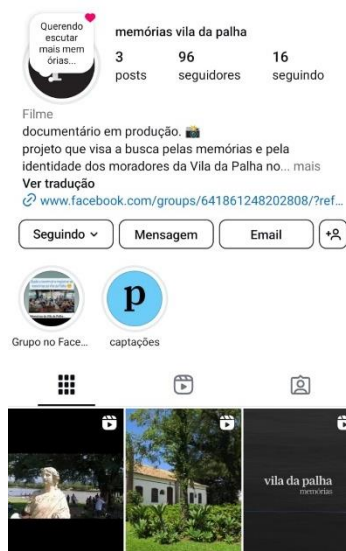 Querendo
escutar
mais mem
órias...
memórias vila da palha
3
96
16
posts
seguidores
seguindo
Filme
documentário em produção. 📸
projeto que visa a busca pelas memórias e pela
identidade dos moradores da Vila da Palha no... mais
Ver tradução
www.facebook.com/groups/641861248202808/?ref...
Seguindo
Mensagem
Email
Grupo no Face...
p
captações
vila da palha
memórias